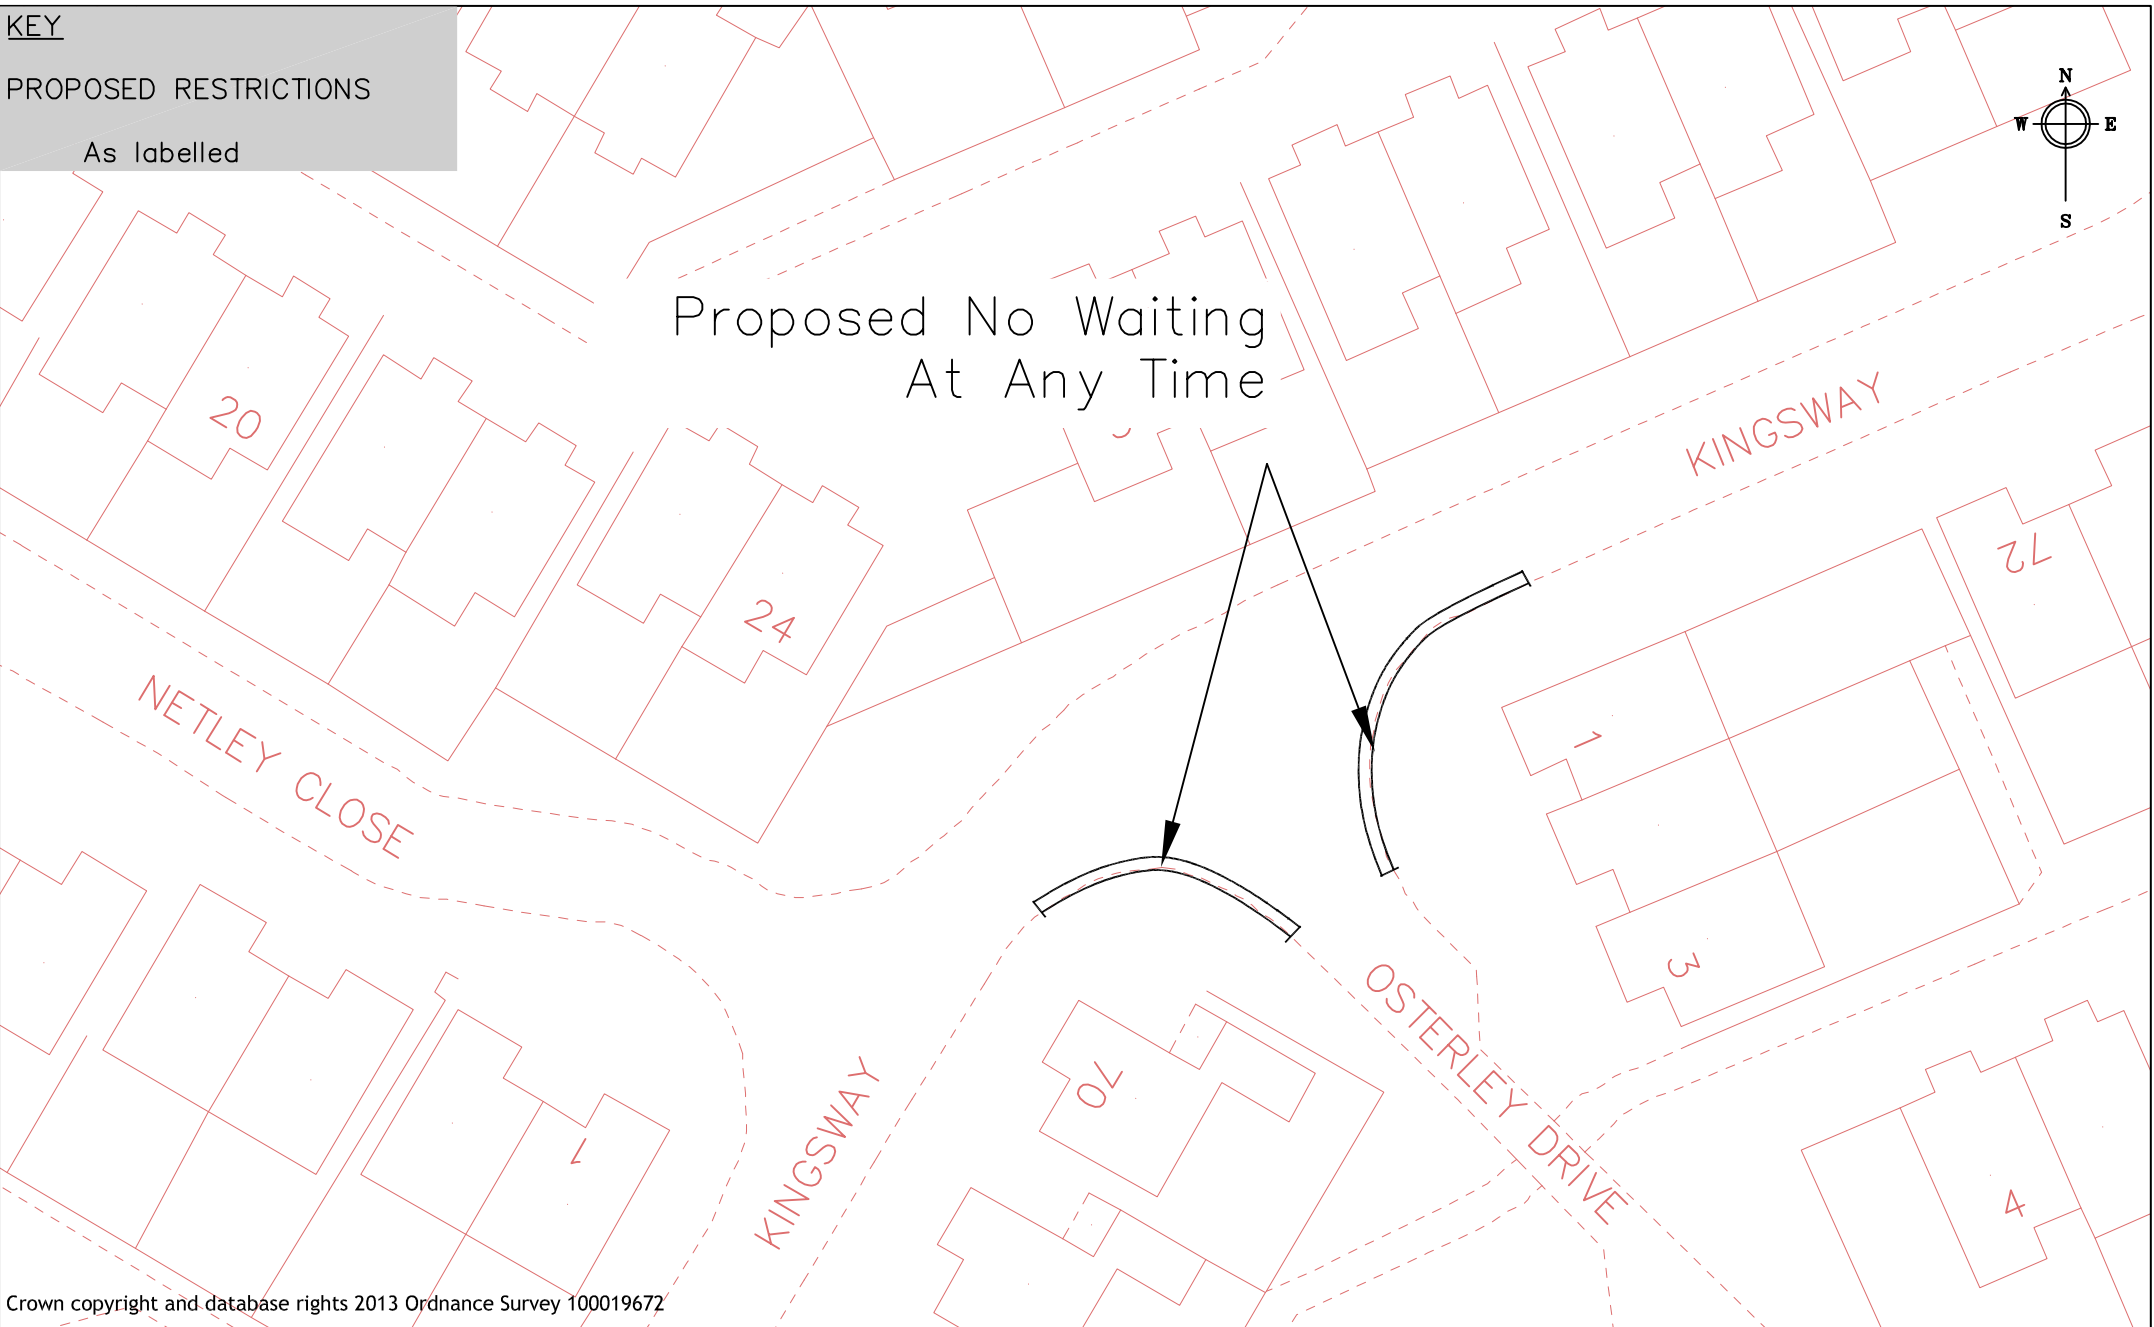 KEY
PROPOSED RESTRICTIONS
As labelled
N
W E
S
Proposed No Waiting
At Any Time
KINGSWAY
20
24
72
NETLEY CLOSE
1
3
OSTERLEY DRIVE
70
1
KINGSWAY
4
Crown copyright and database rights 2013 Ordnance Survey 100019672